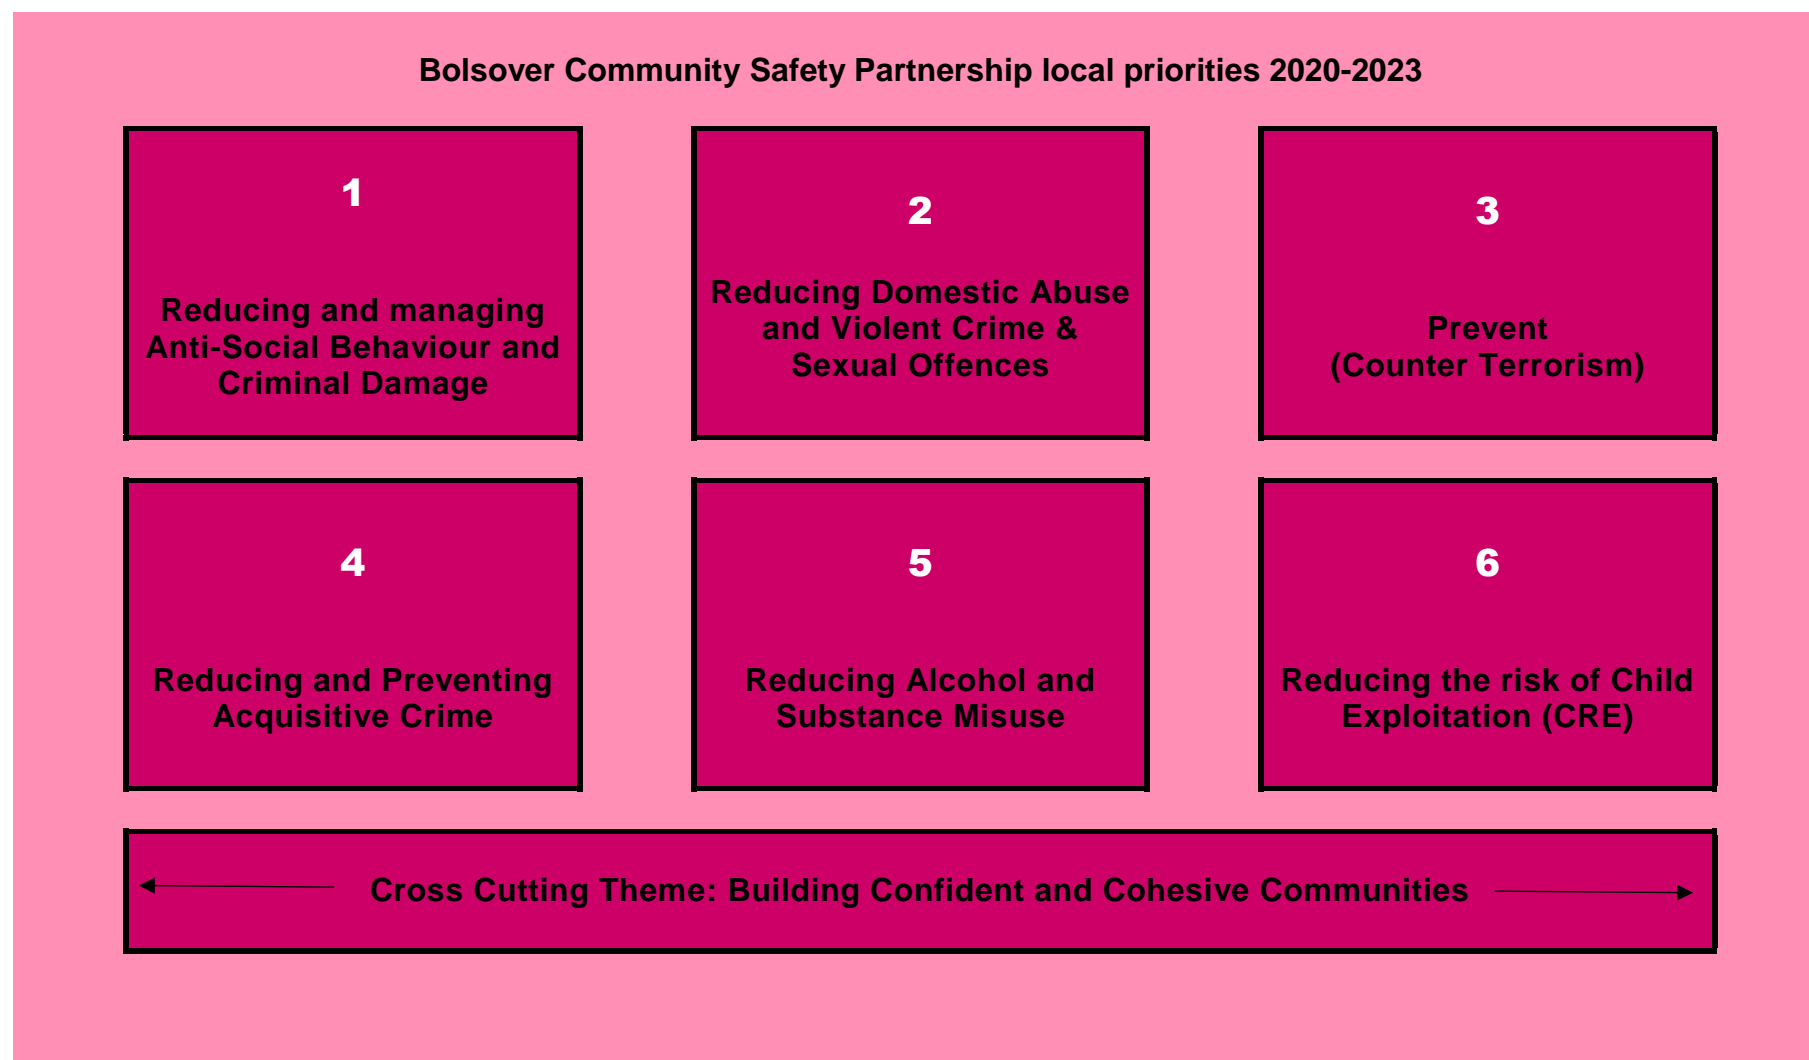 Bolsover Community Safety Partnership local priorities 2020-2023
1
Reducing and managing
Anti-Social Behaviour and
Criminal Damage
2
Reducing Domestic Abuse
and Violent Crime &
Sexual Offences
3
Prevent
(Counter Terrorism)
4
Reducing and Preventing
Acquisitive Crime
5
Reducing Alcohol and
Substance Misuse
6
Reducing the risk of Child
Exploitation (CRE)
Cross Cutting Theme: Building Confident and Cohesive Communities